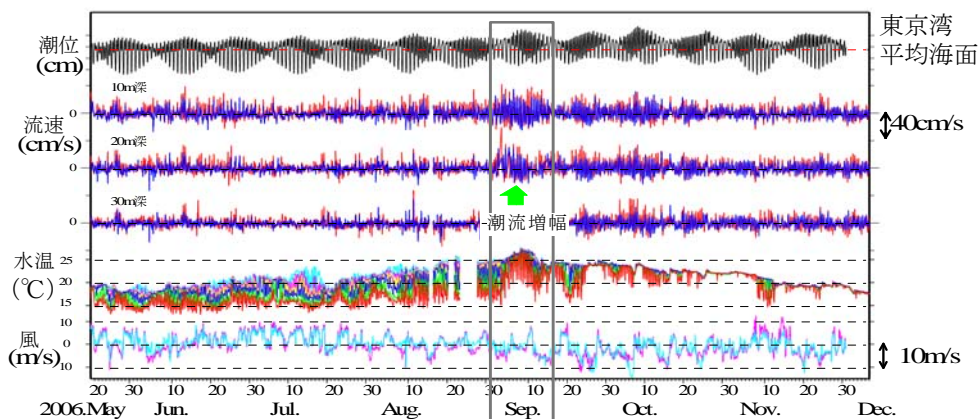 潮位
(cm)
東京湾
平均海面
10m深
0
流速
(cm/s)
40cm/s
20m深
0
30m深
0
潮流増幅
水温
(℃)
25
20
15
風
(m/s)
10
0
10
10m/s
20 30 10 20 30 10 20 30 10 20 30 10 20 30 10 20 30 10 20 30
2006.May Jun. Jul. Aug. Sep. Oct. Nov. Dec.